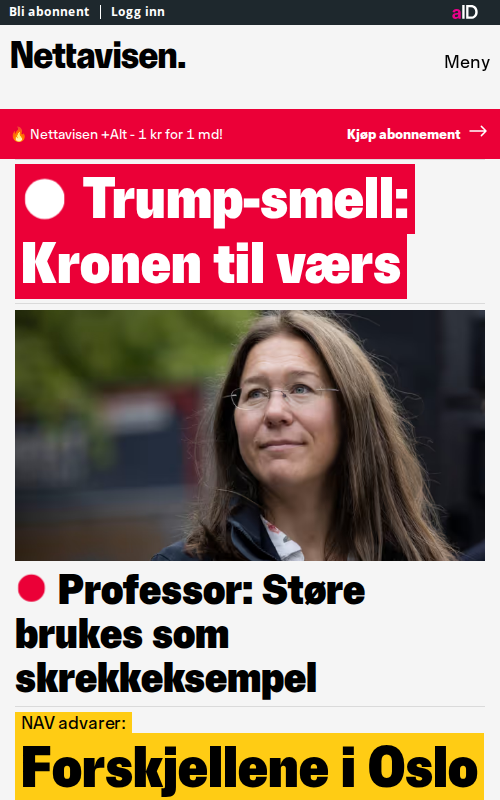 Bli abonnent | Logg inn
aID
Nettavisen.
Meny
🔥 Nettavisen +Alt - 1 kr for 1 md!
Kjøp abonnement →
Trump-smell:
Kronen til værs
Professor: Støre
brukes som
skrekkeksempel
NAV advarer:
Forskjellene i Oslo